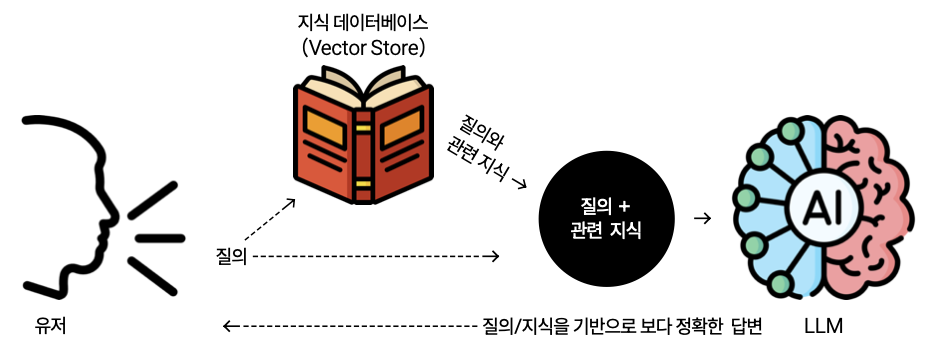 지식 데이터베이스
(Vector Store)
질의와
관련 지식 →
질의 +
관련 지식
AI
질의
질의/지식을 기반으로 보다 정확한 답변
유저
LLM